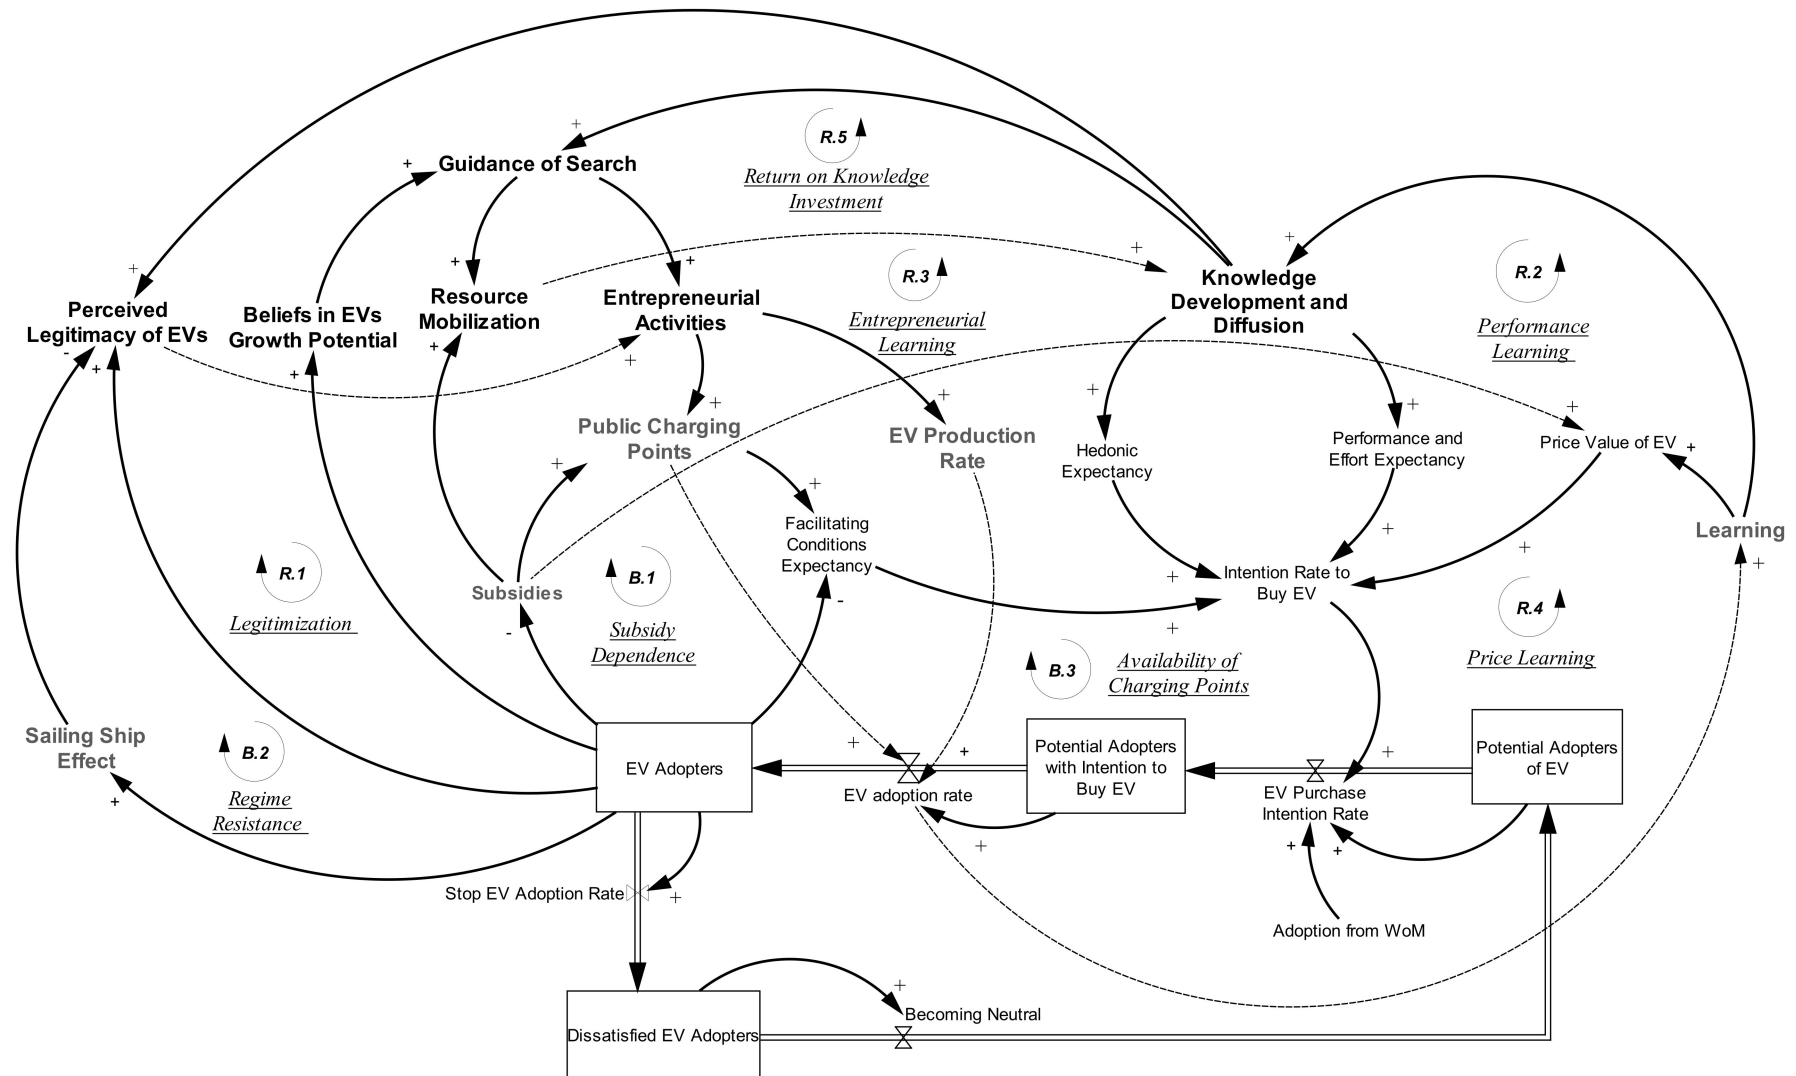 +
+
R.5
Guidance of Search
+
Return on Knowledge
Investment
+
+
+
+
+
Knowledge
Development and
Diffusion
R.3
R.2
Perceived
Legitimacy of EVs
Beliefs in EVs
Growth Potential
Resource
Mobilization
Entrepreneurial
Activities
Entrepreneurial
Learning
Performance
Learning
-
+
+
+
+
+
+
+
+
+
Public Charging
Points
EV Production
Rate
Hedonic
Expectancy
Performance and
Effort Expectancy
Price Value of EV
+
+
+
Facilitating
Conditions
Expectancy
+
+
Learning
+
R.1
Legitimization
Subsidies
-
B.1
Subsidy
Dependence
-
+
Intention Rate to
Buy EV
R.4
Price Learning
+
B.3
Availability of
Charging Points
Sailing Ship
Effect
+
B.2
Regime
Resistance
EV Adopters
+
+
EV adoption rate
Potential Adopters
with Intention to
Buy EV
+
+
EV Purchase
Intention Rate
Potential Adopters
of EV
+
+
Stop EV Adoption Rate
+
Adoption from WoM
+
Becoming Neutral
Dissatisfied EV Adopters